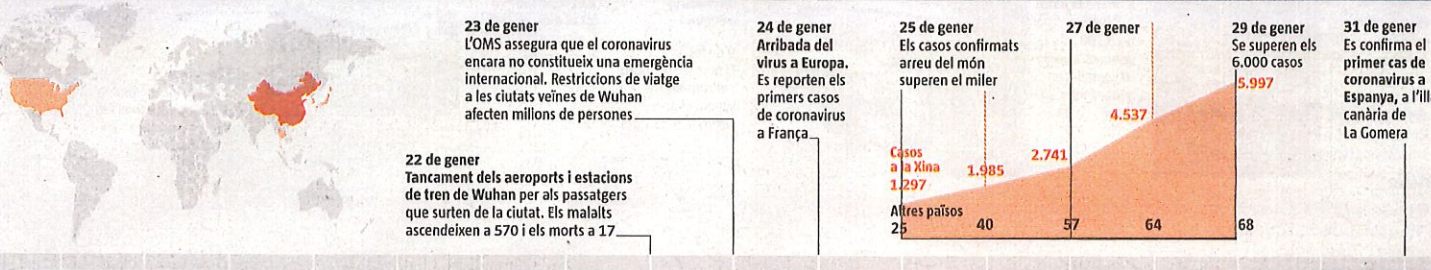 23 de gener
L'OMS assegura que el coronavirus
encara no constitueix una emergència
internacional. Restriccions de viatge
a les ciutats veïnes de Wuhan
afecten milions de persones
22 de gener
Tancament dels aeroports i estacions
de tren de Wuhan per als passatgers
que surten de la ciutat. Els malalts
ascendeixen a 570 i els morts a 17
24 de gener
Arribada del
virus a Europa.
Es reporten els
primers casos
de coronavirus
a França
25 de gener
Els casos confirmats
arreu del món
superen el miler
27 de gener
29 de gener
Se superen els
6.000 casos
5.997
4.537
2.741
1.985
Casos
a la Xina
1.297
Altres països
25
40
57
64
68
31 de gener
Es confirma el
primer cas de
coronavirus a
Espanya, a l'ill
canària de
La Gomera